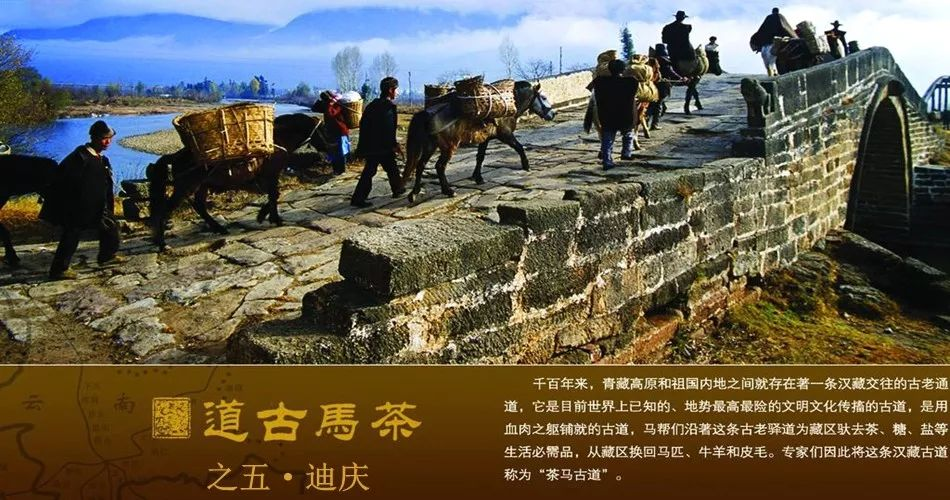 云南
茶馬古道
之五·迪庆
千百年来，青藏高原和祖国内地之间就存在著一条汉藏交往的古老通
道，它是目前世界上已知的、地势最高最险的文明文化传播的古道，是用
血肉之躯铺就的古道，马帮们沿著这条古老驿道为藏区驮去茶、糖、盐等
生活必需品，从藏区换回马匹、牛羊和皮毛。专家们因此将这条汉藏古道
称为“茶马古道”。